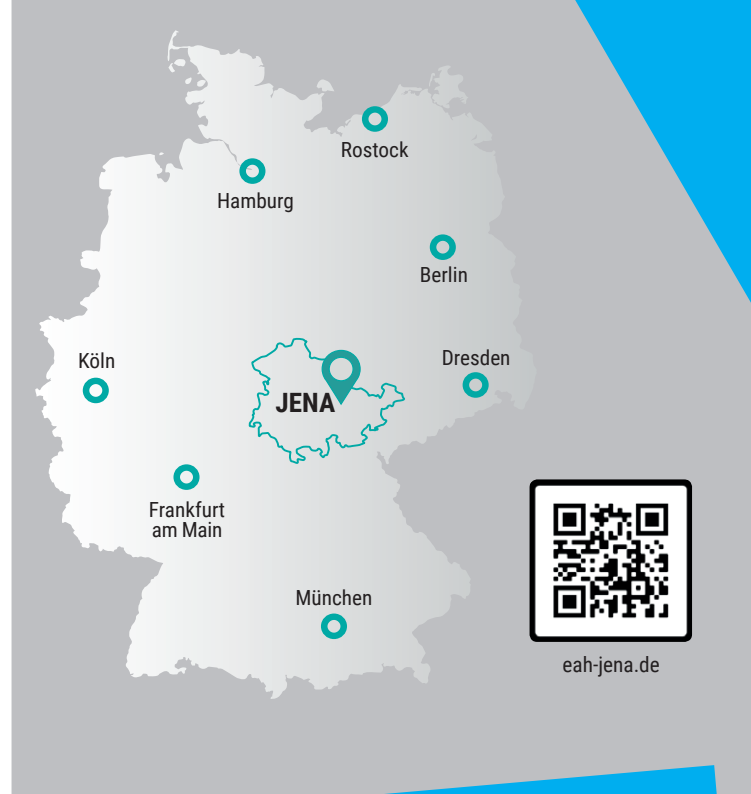 Rostock
Hamburg
Berlin
Köln
Dresden
JENA
Frankfurt
am Main
München
eah-jena.de